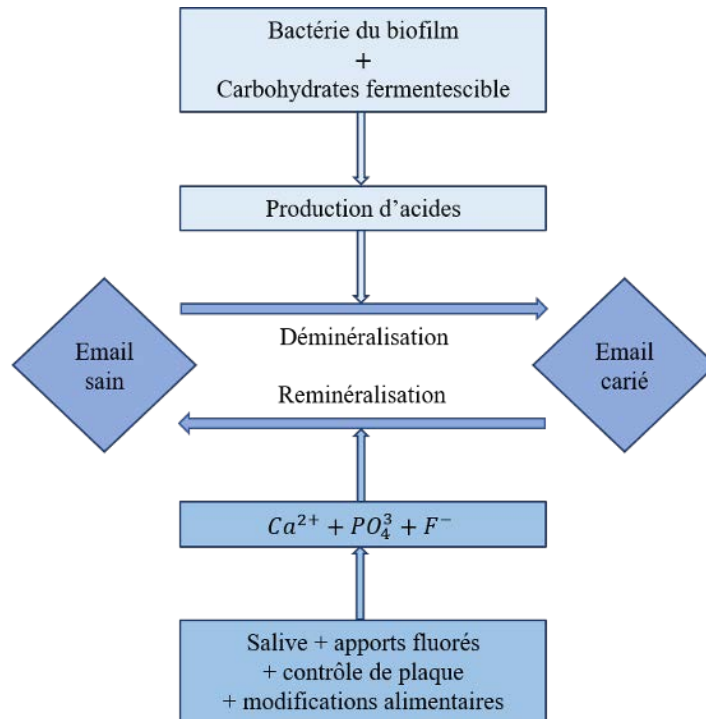 Bactérie du biofilm
+
Carbohydrates fermentescible
Production d'acides
Déminéralisation
Email
sain
Email
carié
Reminéralisation
Ca²⁺ + PO₄³ + F⁻
Salive + apports fluorés
+ contrôle de plaque
+ modifications alimentaires